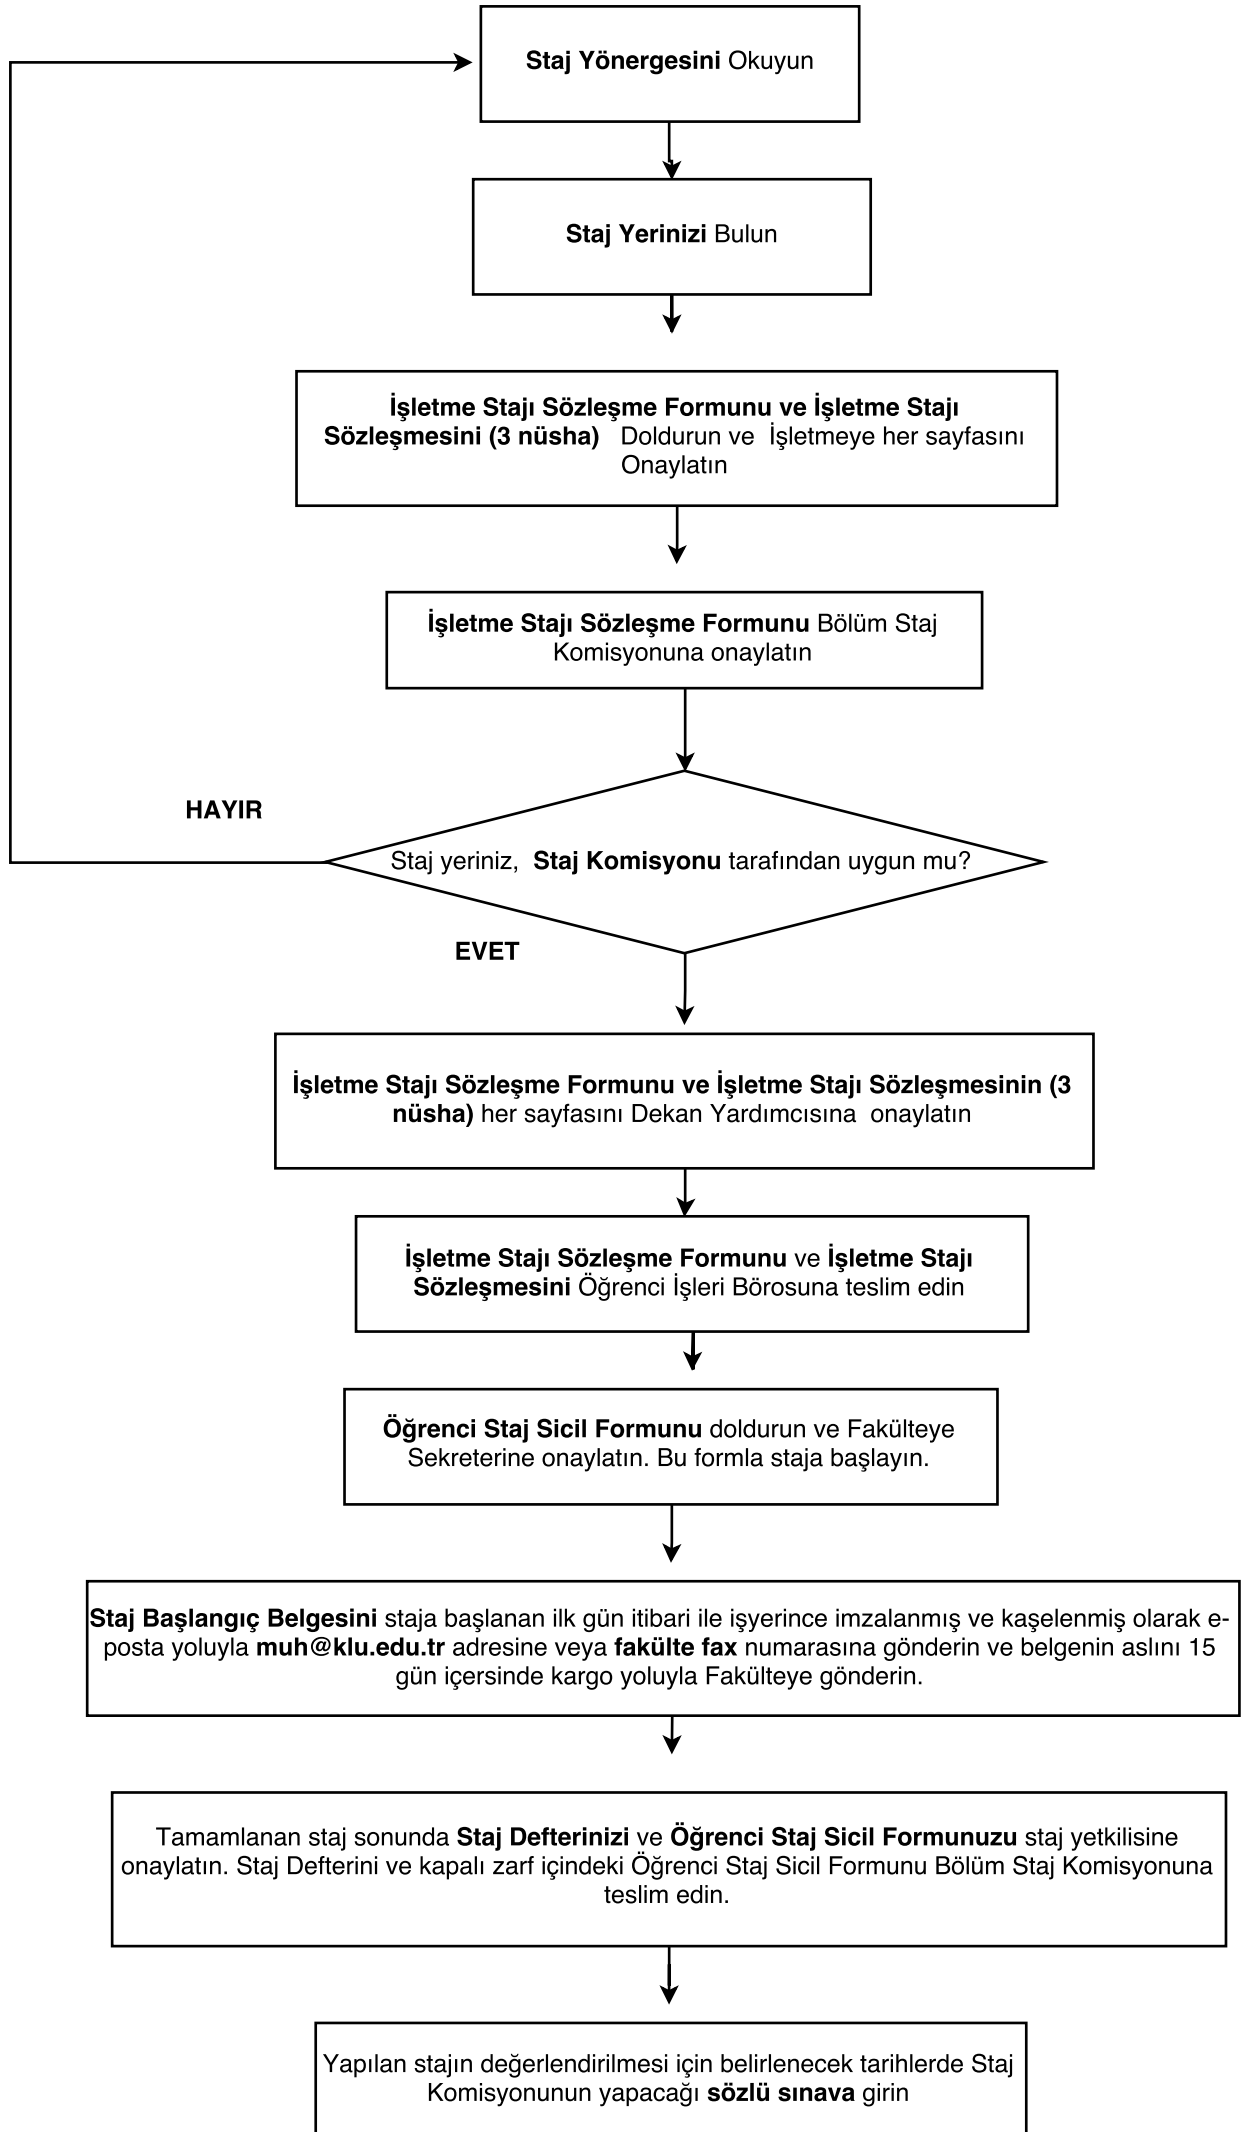 Staj Yönergesini Okuyun
Staj Yerinizi Bulun
İşletme Stajı Sözleşme Formunu ve İşletme Stajı
Sözleşmesini (3 nüsha) Doldurun ve İşletmeye her sayfasını
Onaylatın
İşletme Stajı Sözleşme Formunu Bölüm Staj
Komisyonuna onaylatın
HAYIR
Staj yeriniz, Staj Komisyonu tarafından uygun mu?
EVET
İşletme Stajı Sözleşme Formunu ve İşletme Stajı Sözleşmesinin (3
nüsha) her sayfasını Dekan Yardımcısına onaylatın
İşletme Stajı Sözleşme Formunu ve İşletme Stajı
Sözleşmesini Öğrenci İşleri Börosuna teslim edin
Öğrenci Staj Sicil Formunu doldurun ve Fakülteye
Sekreterine onaylatın. Bu formla staja başlayın.
Staj Başlangıç Belgesini staja başlanan ilk gün itibari ile işyerince imzalanmış ve kaşelenmiş olarak e-
posta yoluyla muh@klu.edu.tr adresine veya fakülte fax numarasına gönderin ve belgenin aslını 15
gün içersinde kargo yoluyla Fakülteye gönderin.
Tamamlanan staj sonunda Staj Defterinizi ve Öğrenci Staj Sicil Formunuzu staj yetkilisine
onaylatın. Staj Defterini ve kapalı zarf içindeki Öğrenci Staj Sicil Formunu Bölüm Staj Komisyonuna
teslim edin.
Yapılan stajın değerlendirilmesi için belirlenecek tarihlerde Staj
Komisyonunun yapacağı sözlü sınava girin